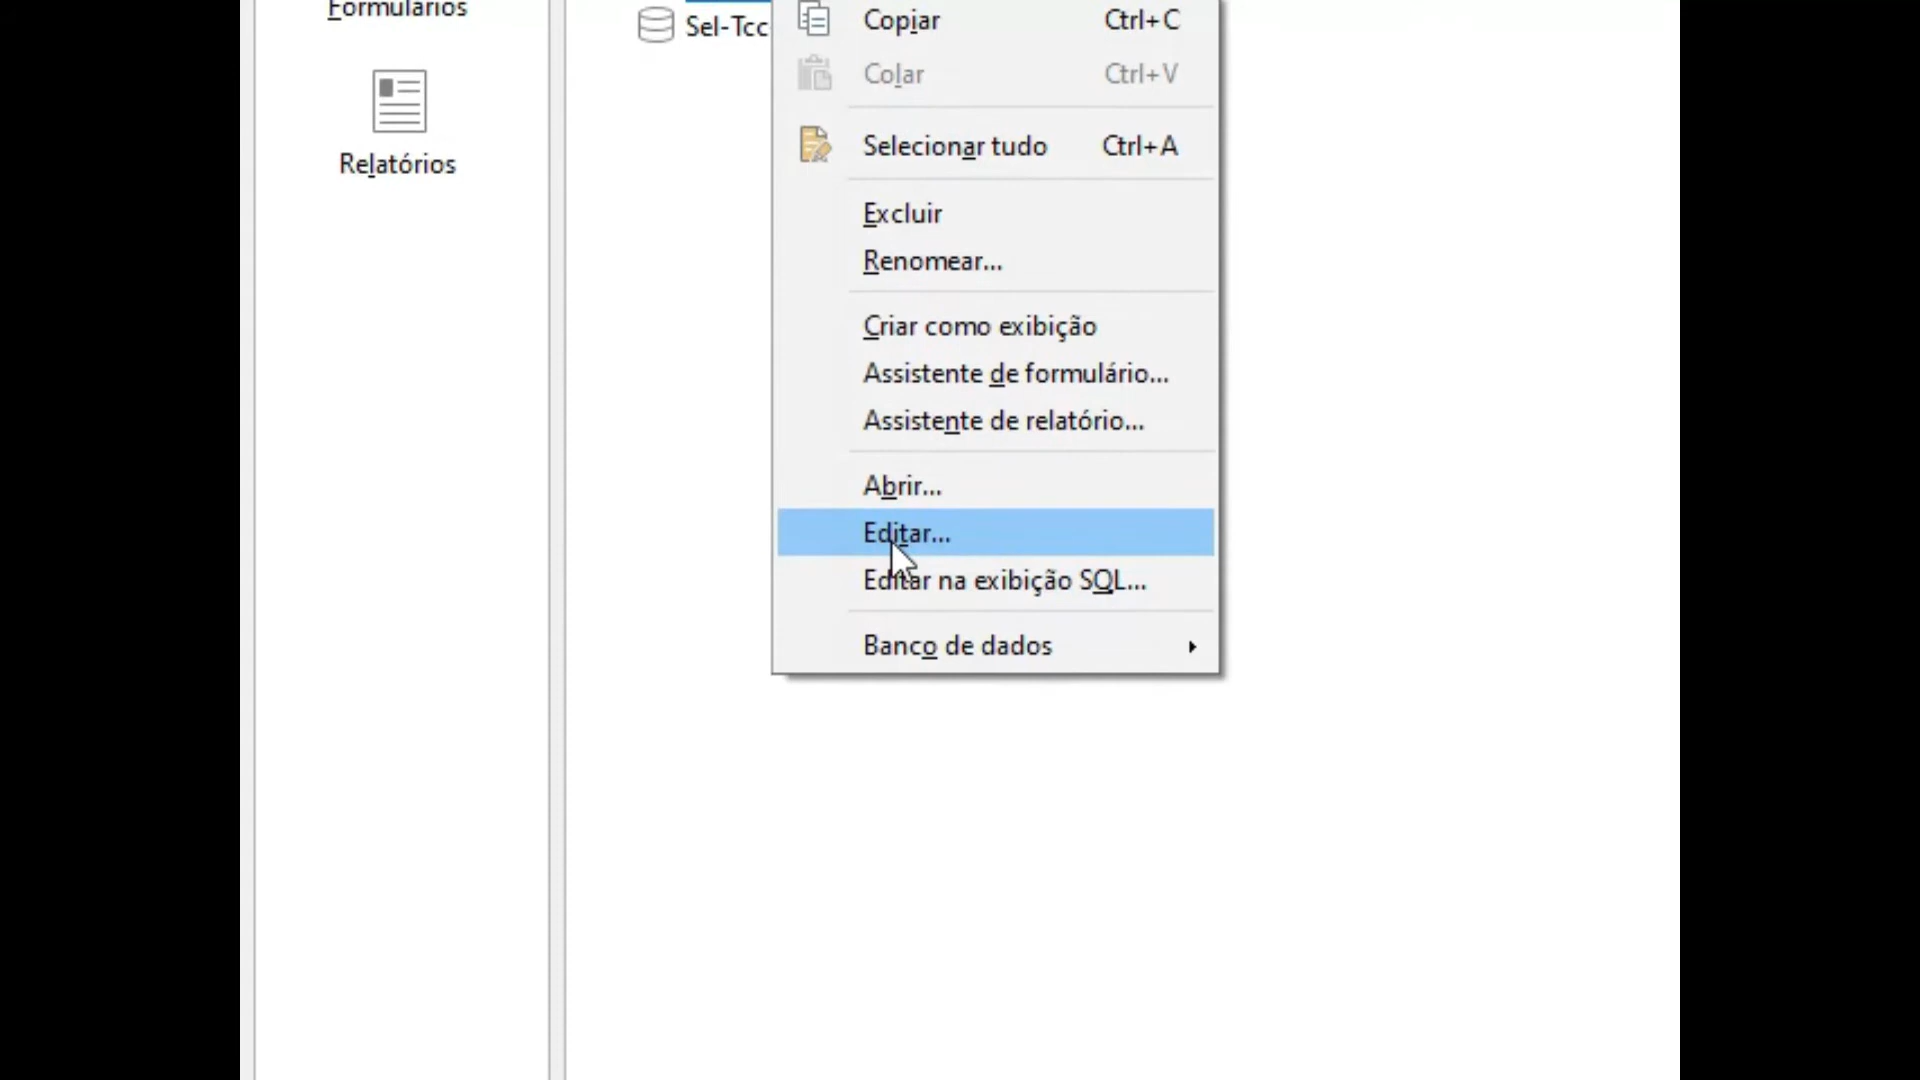 Formulários
Relatórios
Sel-Tcc
Copiar Ctrl+C
Colar Ctrl+V
Selecionar tudo Ctrl+A
Excluir
Renomear...
Criar como exibição
Assistente de formulário...
Assistente de relatório...
Abrir...
Editar...
Editar na exibição SQL...
Banco de dados